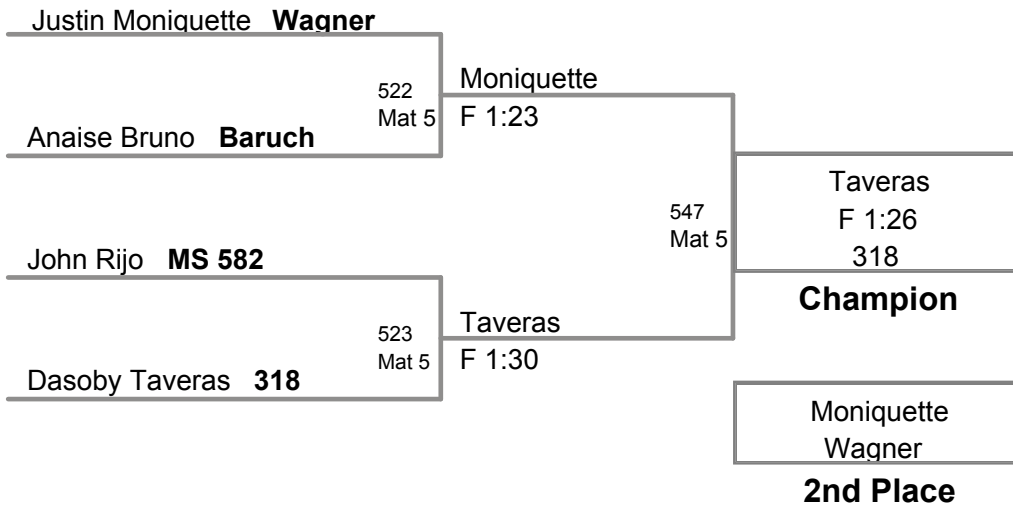 Justin Moniquette Wagner
522
Mat 5
Moniquette
F 1:23
Anaise Bruno Baruch
547
Mat 5
Taveras
F 1:26
318
Champion
John Rijo MS 582
523
Mat 5
Taveras
F 1:30
Dasoby Taveras 318
Moniquette
Wagner
2nd Place